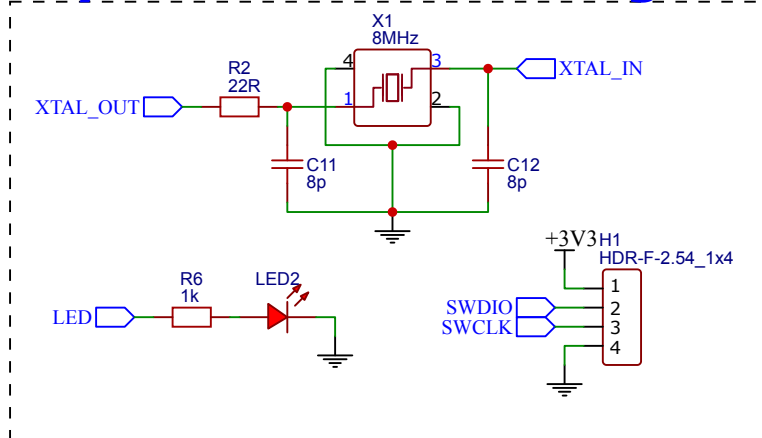 X1
8MHz
4
3
R2
22R
XTAL_IN
XTAL_OUT
1
2
C11
8p
C12
8p
+3V3
H1
HDR-F-2.54_1x4
R6
1k
LED2
LED
SWDIO
SWCLK
1
2
3
4